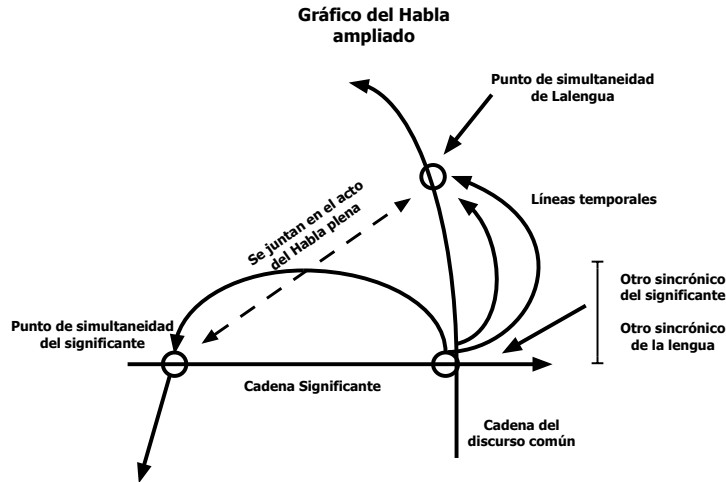 Gráfico del Habla
ampliado
Punto de simultaneidad
de Lalengua
Se juntan en el acto
del Habla plena
Líneas temporales
Otro sincrónico
del significante
Otro sincrónico
de la lengua
Punto de simultaneidad
del significante
Cadena Significante
Cadena del
discurso común